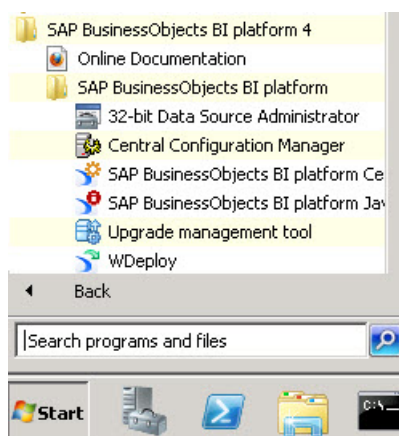 SAP BusinessObjects BI platform 4
Online Documentation
SAP BusinessObjects BI platform
32-bit Data Source Administrator
Central Configuration Manager
SAP BusinessObjects BI platform Ce
SAP BusinessObjects BI platform Jav
Upgrade management tool
WDeploy
Back
Search programs and files
Start
C:\_